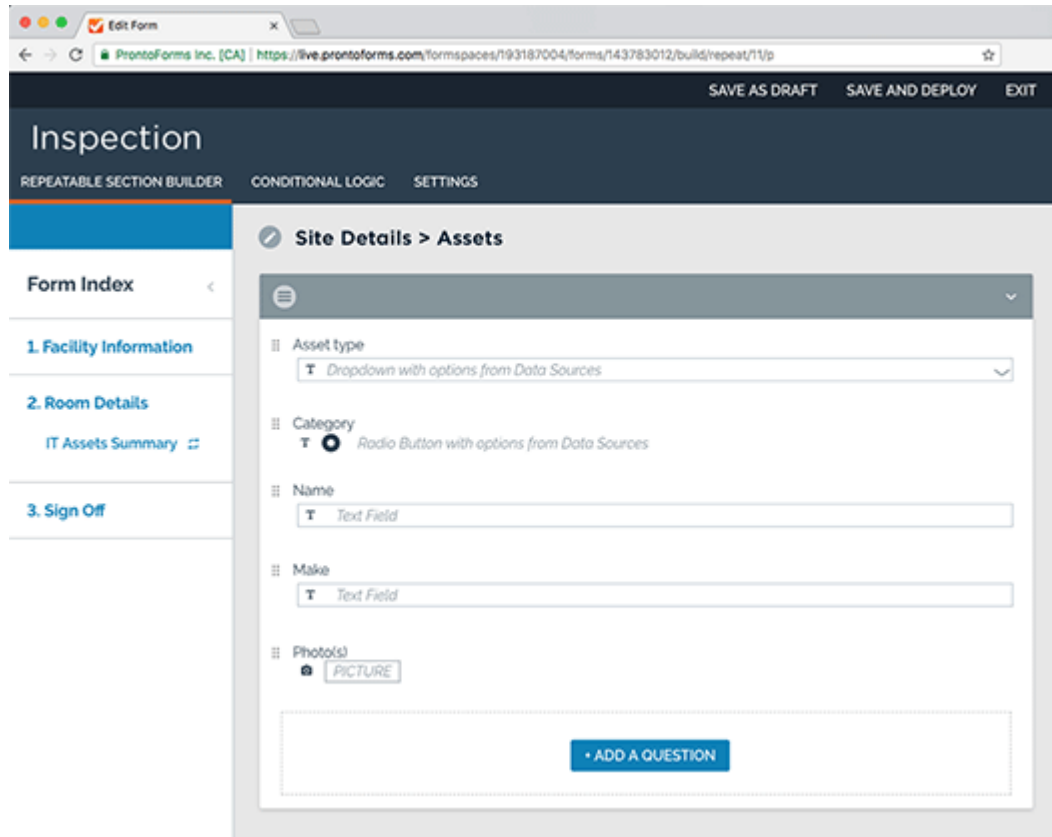 Edit Form
ProntoForms Inc. [CA] https://live.prontoforms.com/formspaces/193187004/forms/143783012/build/repeat/11/p
SAVE AS DRAFT SAVE AND DEPLOY EXIT
Inspection
REPEATABLE SECTION BUILDER CONDITIONAL LOGIC SETTINGS
Site Details > Assets
Form Index
1. Facility Information
2. Room Details
IT Assets Summary
3. Sign Off
Asset type
T Dropdown with options from Data Sources
Category
T Radio Button with options from Data Sources
Name
T Text Field
Make
T Text Field
Photo(s)
PICTURE
+ ADD A QUESTION